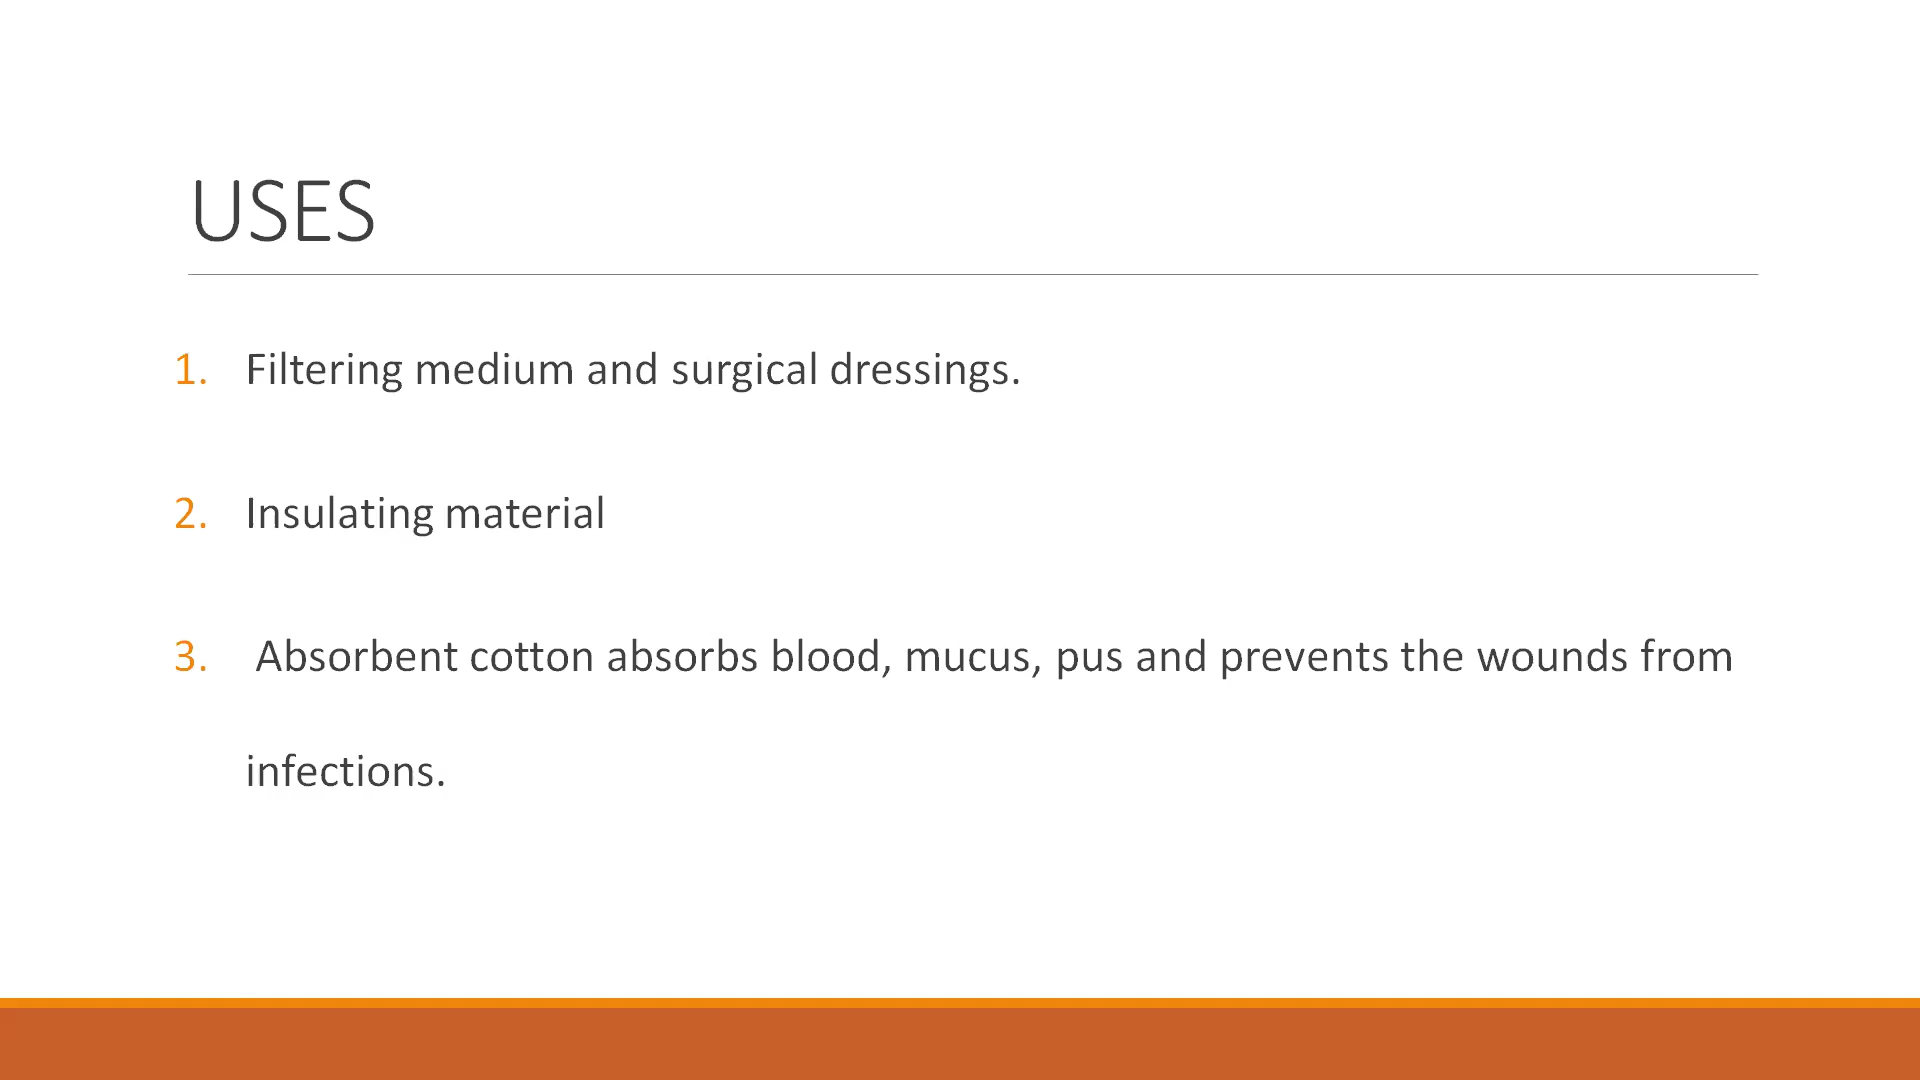 USES
1. Filtering medium and surgical dressings.
2. Insulating material
3. Absorbent cotton absorbs blood, mucus, pus and prevents the wounds from
infections.